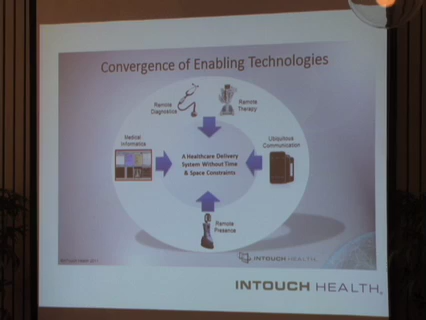 Convergence of Enabling Technologies
Remote
Diagnostics
Remote
Therapy
Medical
Informatics
Ubiquitous
Communication
A Healthcare Delivery
System Without Time
& Space Constraints
Remote
Presence
INTOUCH HEALTH
INTOUCH HEALTH®